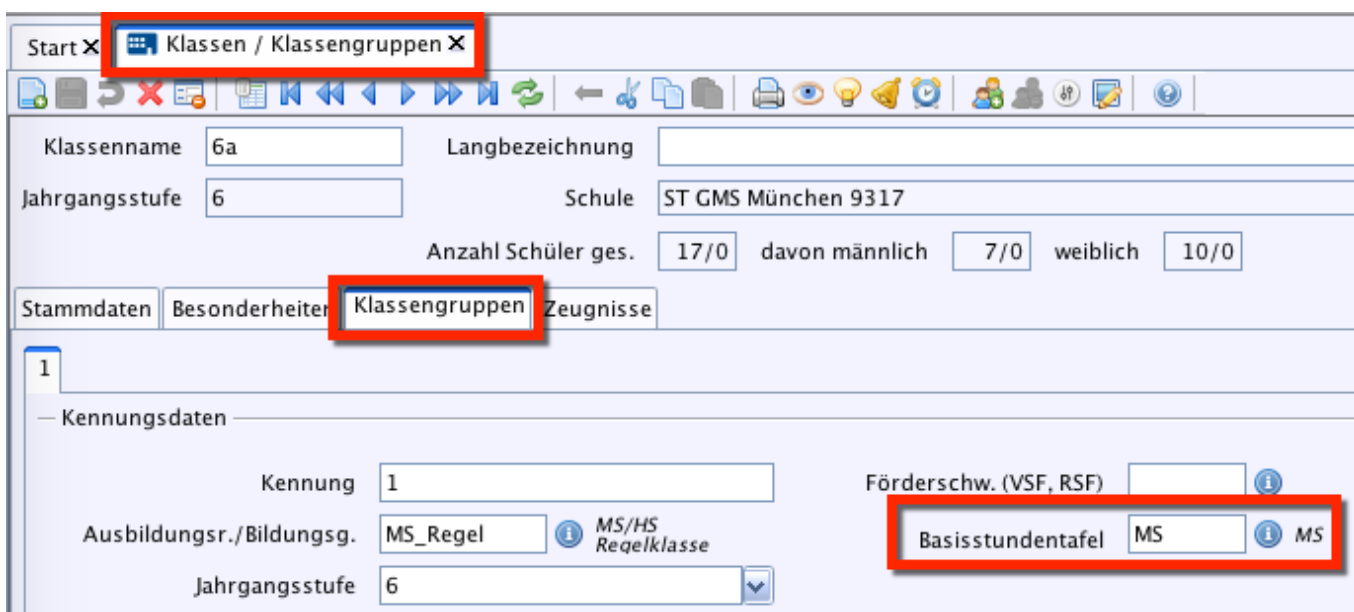 Start X Klassen / Klassengruppen X
Klassenname 6a Langbezeichnung
Jahrgangsstufe 6 Schule ST GMS München 9317
Anzahl Schüler ges. 17/0 davon männlich 7/0 weiblich 10/0
Stammdaten Besonderheiten Klassengruppen Zeugnisse
1
Kennungsdaten
Kennung 1 Förderschw. (VSF, RSF)
Ausbildungsr./Bildungsg. MS_Regel MS/HS Regelklasse Basisstundentafel MS MS
Jahrgangsstufe 6